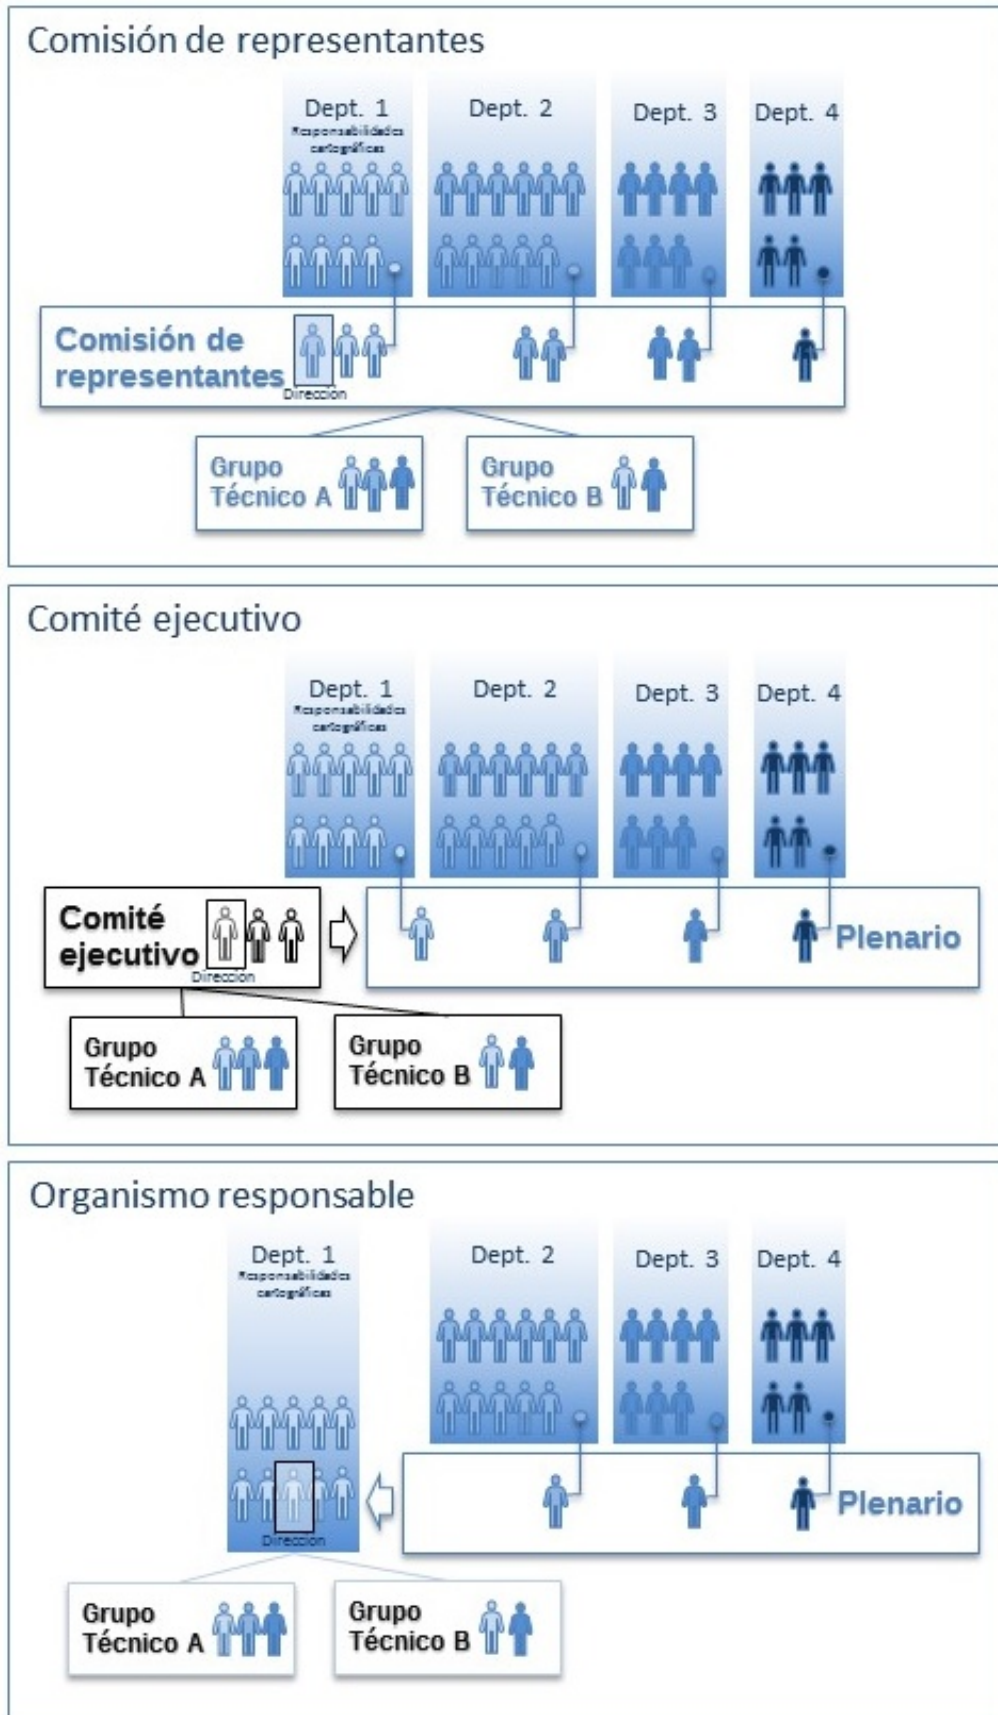 Comisión de representantes
Dept. 1
Responsabilidades
cartográficas
Dept. 2
Dept. 3
Dept. 4
Comisión de
representantes
Dirección
Grupo
Técnico A
Grupo
Técnico B
Comité ejecutivo
Dept. 1
Responsabilidades
cartográficas
Dept. 2
Dept. 3
Dept. 4
Comité
ejecutivo
Dirección
Plenario
Grupo
Técnico A
Grupo
Técnico B
Organismo responsable
Dept. 1
Responsabilidades
cartográficas
Dept. 2
Dept. 3
Dept. 4
Dirección
Plenario
Grupo
Técnico A
Grupo
Técnico B